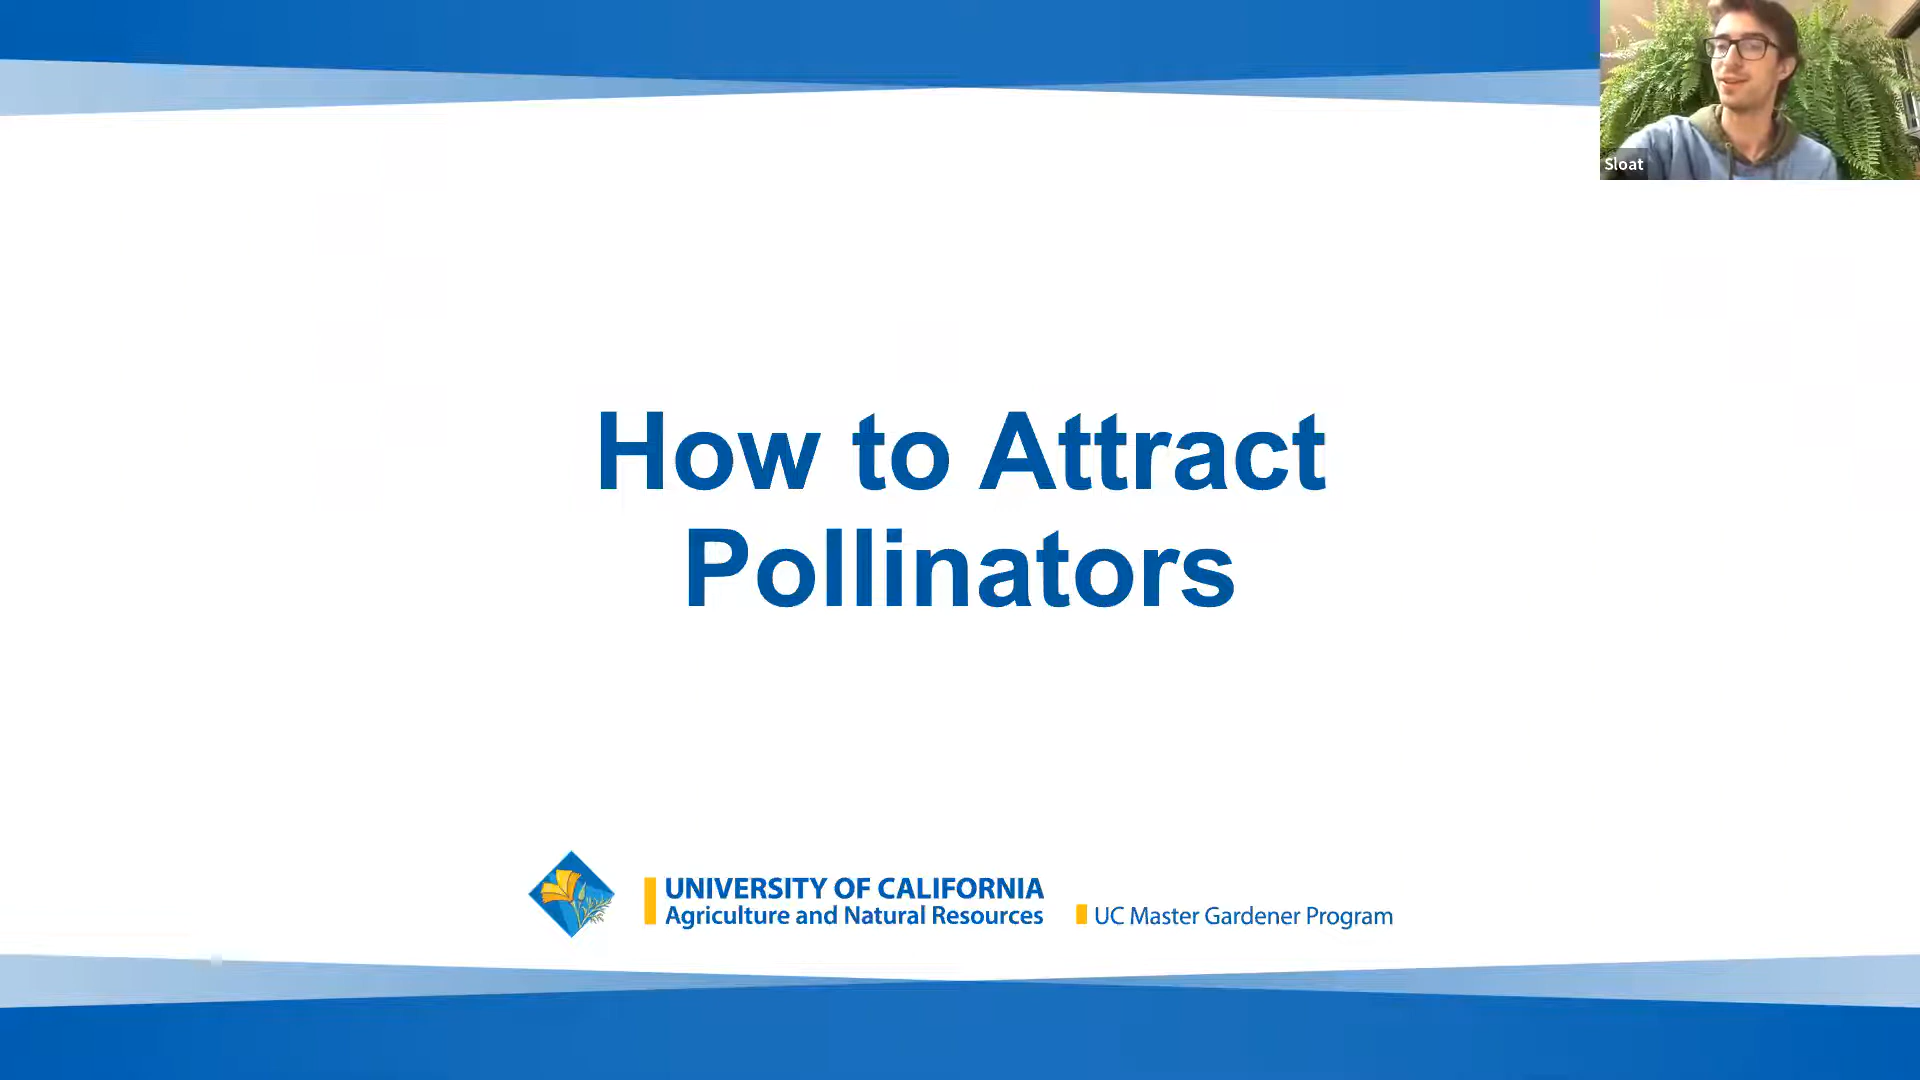 Sloat
How to Attract
Pollinators
UNIVERSITY OF CALIFORNIA
Agriculture and Natural Resources
UC Master Gardener Program